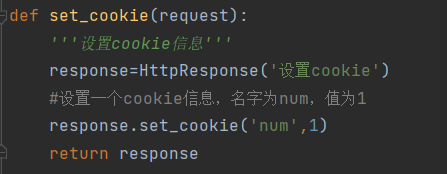 def set_cookie(request):
'''设置cookie信息'''
response=HttpResponse('设置cookie')
#设置一个cookie信息，名字为num，值为1
response.set_cookie('num',1)
return response